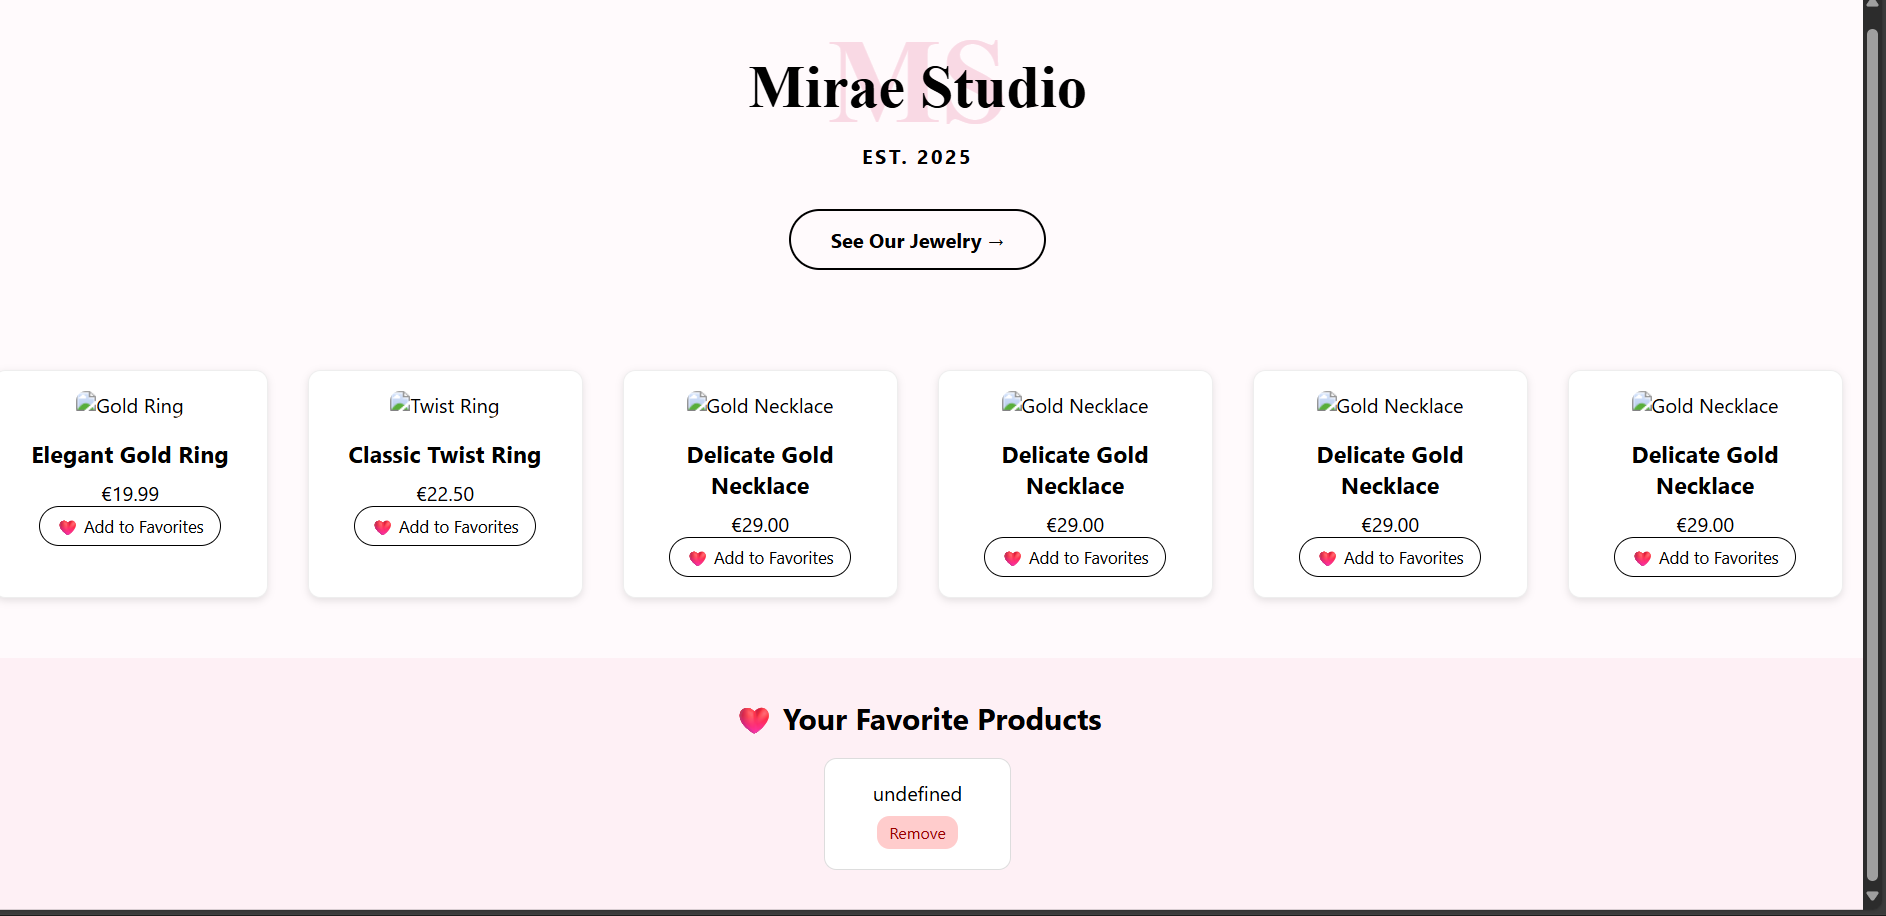 MS
Mirae Studio
EST. 2025
See Our Jewelry →
Gold Ring
Elegant Gold Ring
€19.99
Add to Favorites
Twist Ring
Classic Twist Ring
€22.50
Add to Favorites
Gold Necklace
Delicate Gold
Necklace
€29.00
Add to Favorites
Gold Necklace
Delicate Gold
Necklace
€29.00
Add to Favorites
Gold Necklace
Delicate Gold
Necklace
€29.00
Add to Favorites
Gold Necklace
Delicate Gold
Necklace
€29.00
Add to Favorites
Your Favorite Products
undefined
Remove